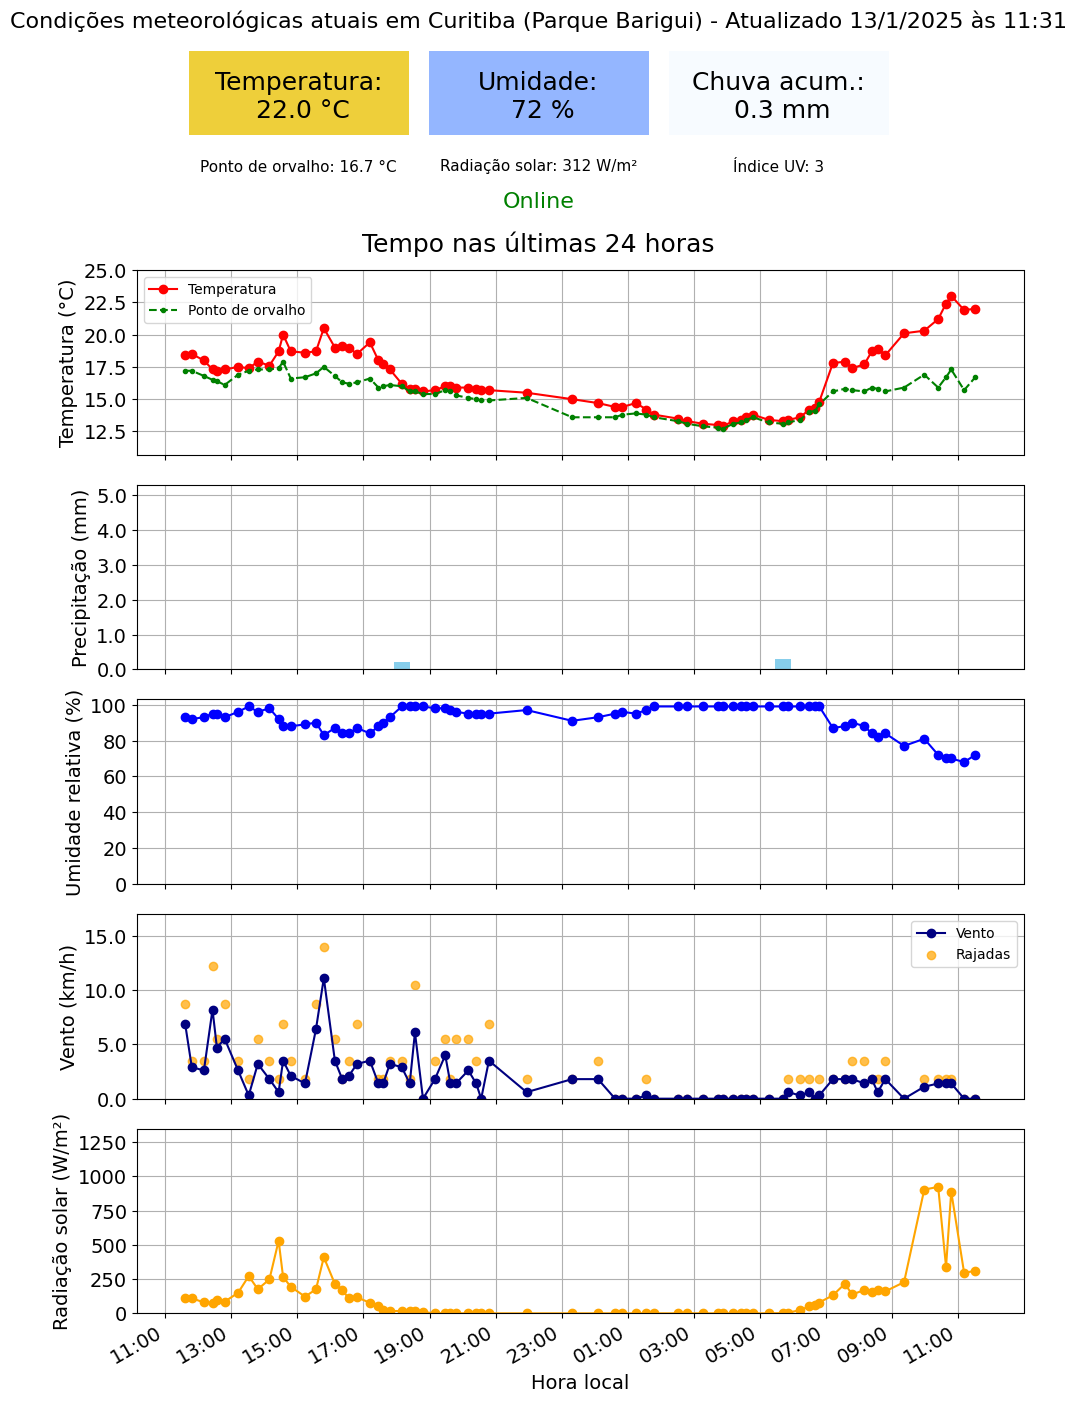 Condições meteorológicas atuais em Curitiba (Parque Barigui) - Atualizado 13/1/2025 às 11:31
Temperatura:
22.0 °C
Umidade:
72 %
Chuva acum.:
0.3 mm
Ponto de orvalho: 16.7 °C
Radiação solar: 312 W/m²
Índice UV: 3
Online
Tempo nas últimas 24 horas
Temperatura (°C)
25.0
22.5
20.0
17.5
15.0
12.5
Temperatura
Ponto de orvalho
Precipitação (mm)
5.0
4.0
3.0
2.0
1.0
0.0
Umidade relativa (%)
100
80
60
40
20
0
Vento (km/h)
15.0
10.0
5.0
0.0
Vento
Rajadas
Radiação solar (W/m²)
1250
1000
750
500
250
0
11:00
13:00
15:00
17:00
19:00
21:00
23:00
01:00
03:00
05:00
07:00
09:00
11:00
Hora local